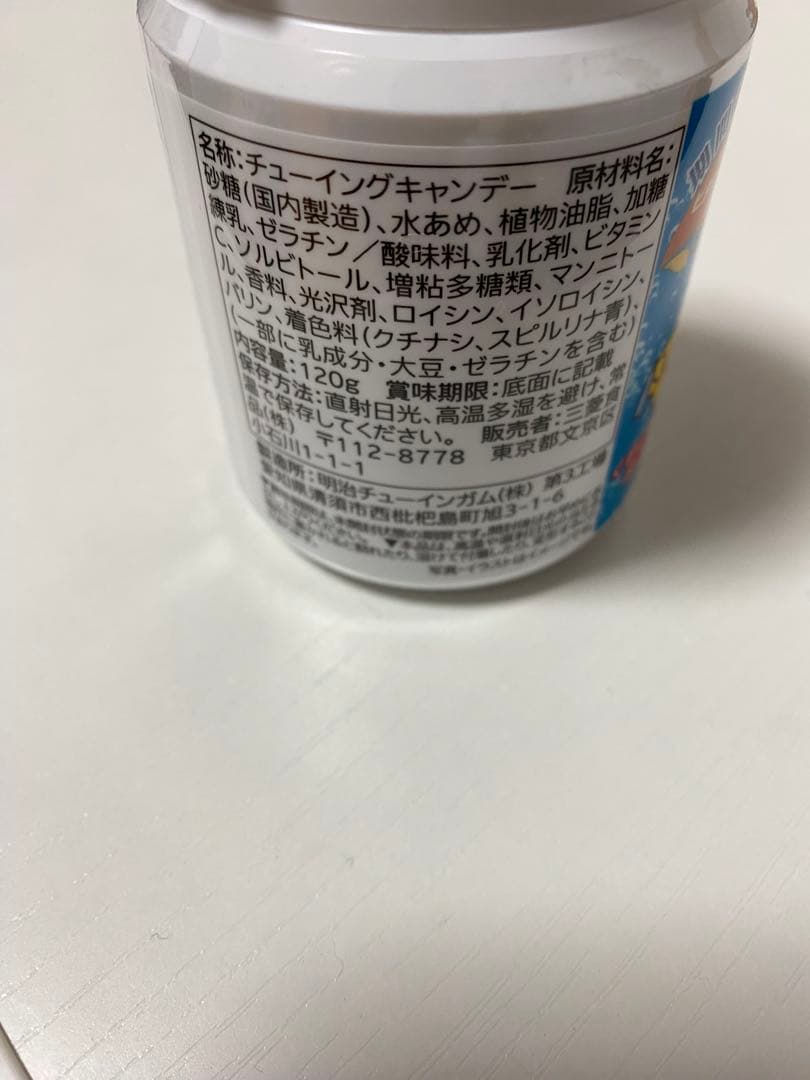 名称:チューイングキャンデー 原材料名:
砂糖(国内製造)、水あめ、植物油脂、加糖
練乳、ゼラチン/酸味料、乳化剤、ビタミン
C、ソルビトール、増粘多糖類、マンニトー
ル、香料、光沢剤、ロイシン、イソロイシン、
バリン、着色料(クチナシ、スピルリナ青)、
(一部に乳成分・大豆・ゼラチンを含む)
内容量:120g 賞味期限:底面に記載
保存方法:直射日光、高温多湿を避け、常
温で保存してください。 販売者:三菱食
品(株) 〒112-8778 東京都文京区
小石川1-1-1
製造所:明治チューインガム(株) 第3工場
愛知県清須市西枇杷島町旭3-1-6